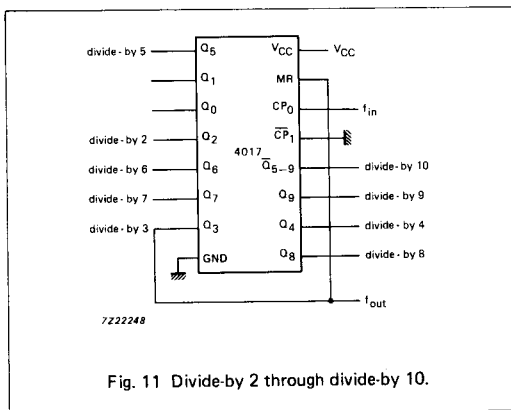 divide-by 5
Q5
VCC
VCC
Q1
MR
Q0
CP0
fin
divide-by 2
Q2
CP1
4017
divide-by 6
Q6
Q5–9
divide-by 10
divide-by 7
Q7
Q9
divide-by 9
divide-by 3
Q3
Q4
divide-by 4
GND
Q8
divide-by 8
fout
7Z22248
Fig. 11 Divide-by 2 through divide-by 10.